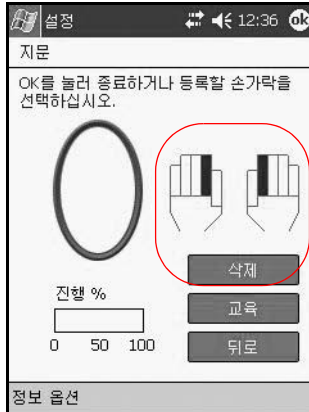 설정 12:36 ok
지문
OK를 눌러 종료하거나 등록할 손가락을
선택하십시오.
삭제
진행 %
교육
0 50 100
뒤로
정보 옵션